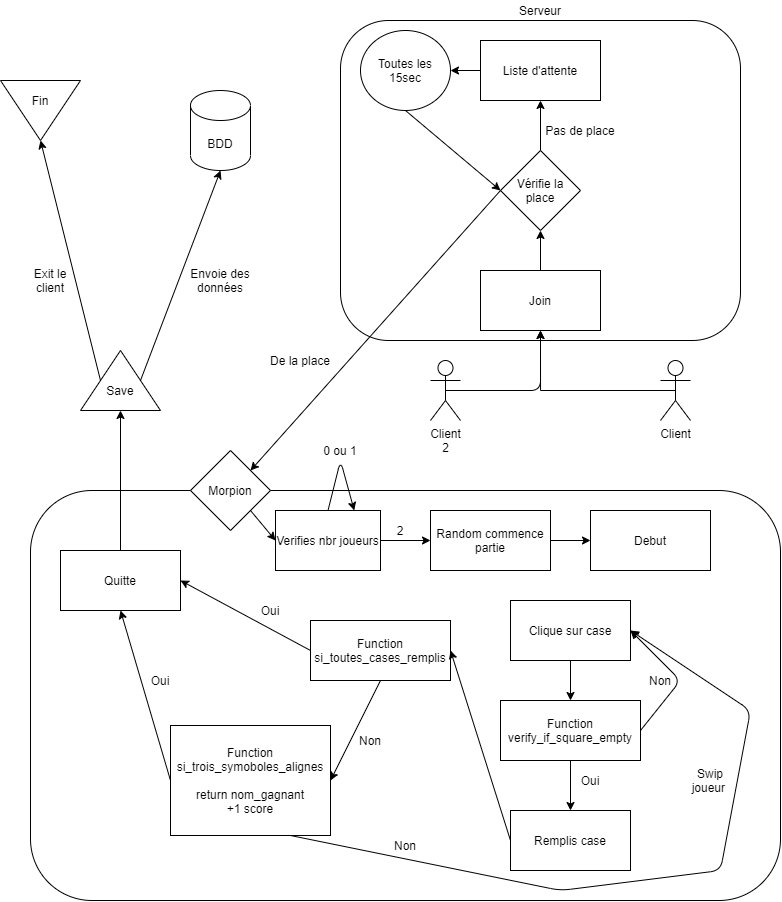 Serveur
Toutes les
15sec
Liste d'attente
Fin
BDD
Pas de place
Vérifie la
place
Exit le
client
Envoie des
données
Join
De la place
Save
Client
2
Client
0 ou 1
Morpion
Verifies nbr joueurs
2
Random commence
partie
Debut
Quitte
Oui
Clique sur case
Function
si_toutes_cases_remplis
Oui
Non
Function
verify_if_square_empty
Non
Function
si_trois_symoboles_alignes
return nom_gagnant
+1 score
Oui
Swip
joueur
Remplis case
Non